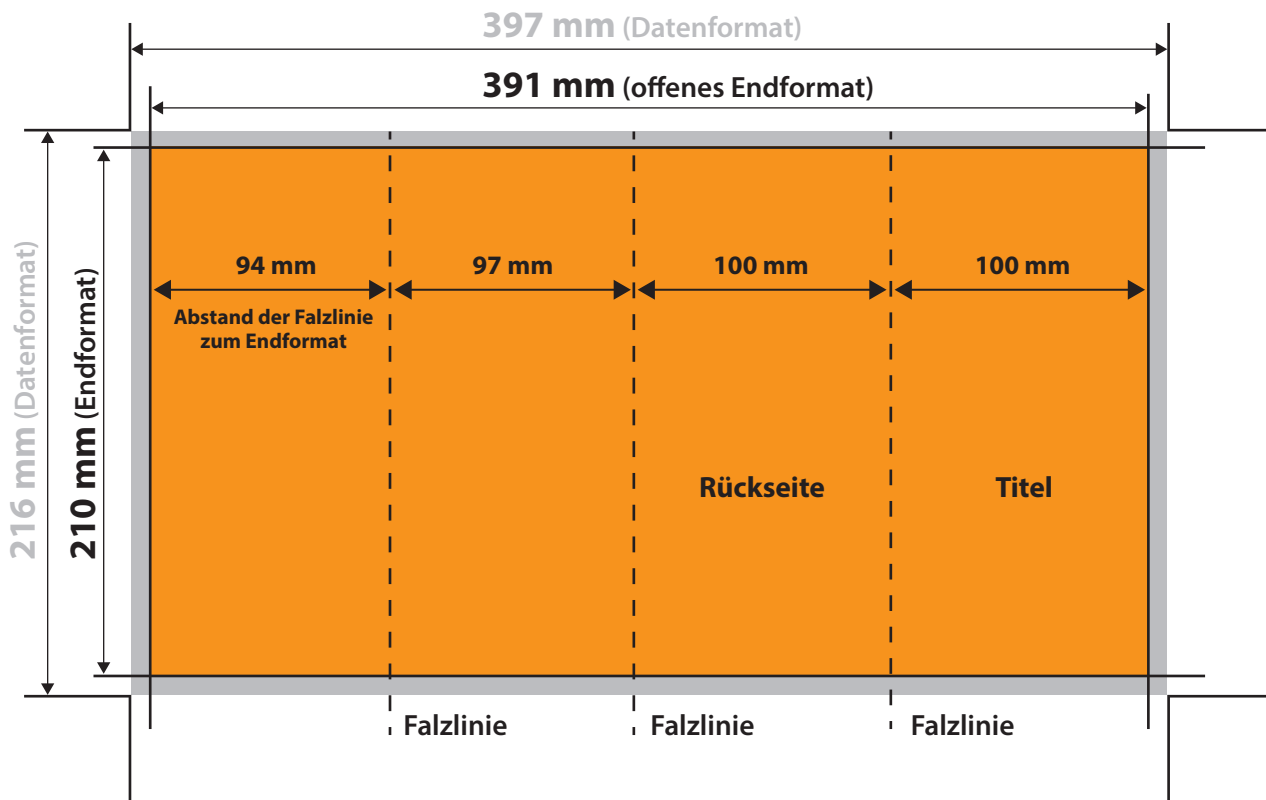 397 mm (Datenformat)
391 mm (offenes Endformat)
216 mm (Datenformat)
210 mm (Endformat)
94 mm
97 mm
100 mm
100 mm
Abstand der Falzlinie
zum Endformat
Rückseite
Titel
Falzlinie
Falzlinie
Falzlinie